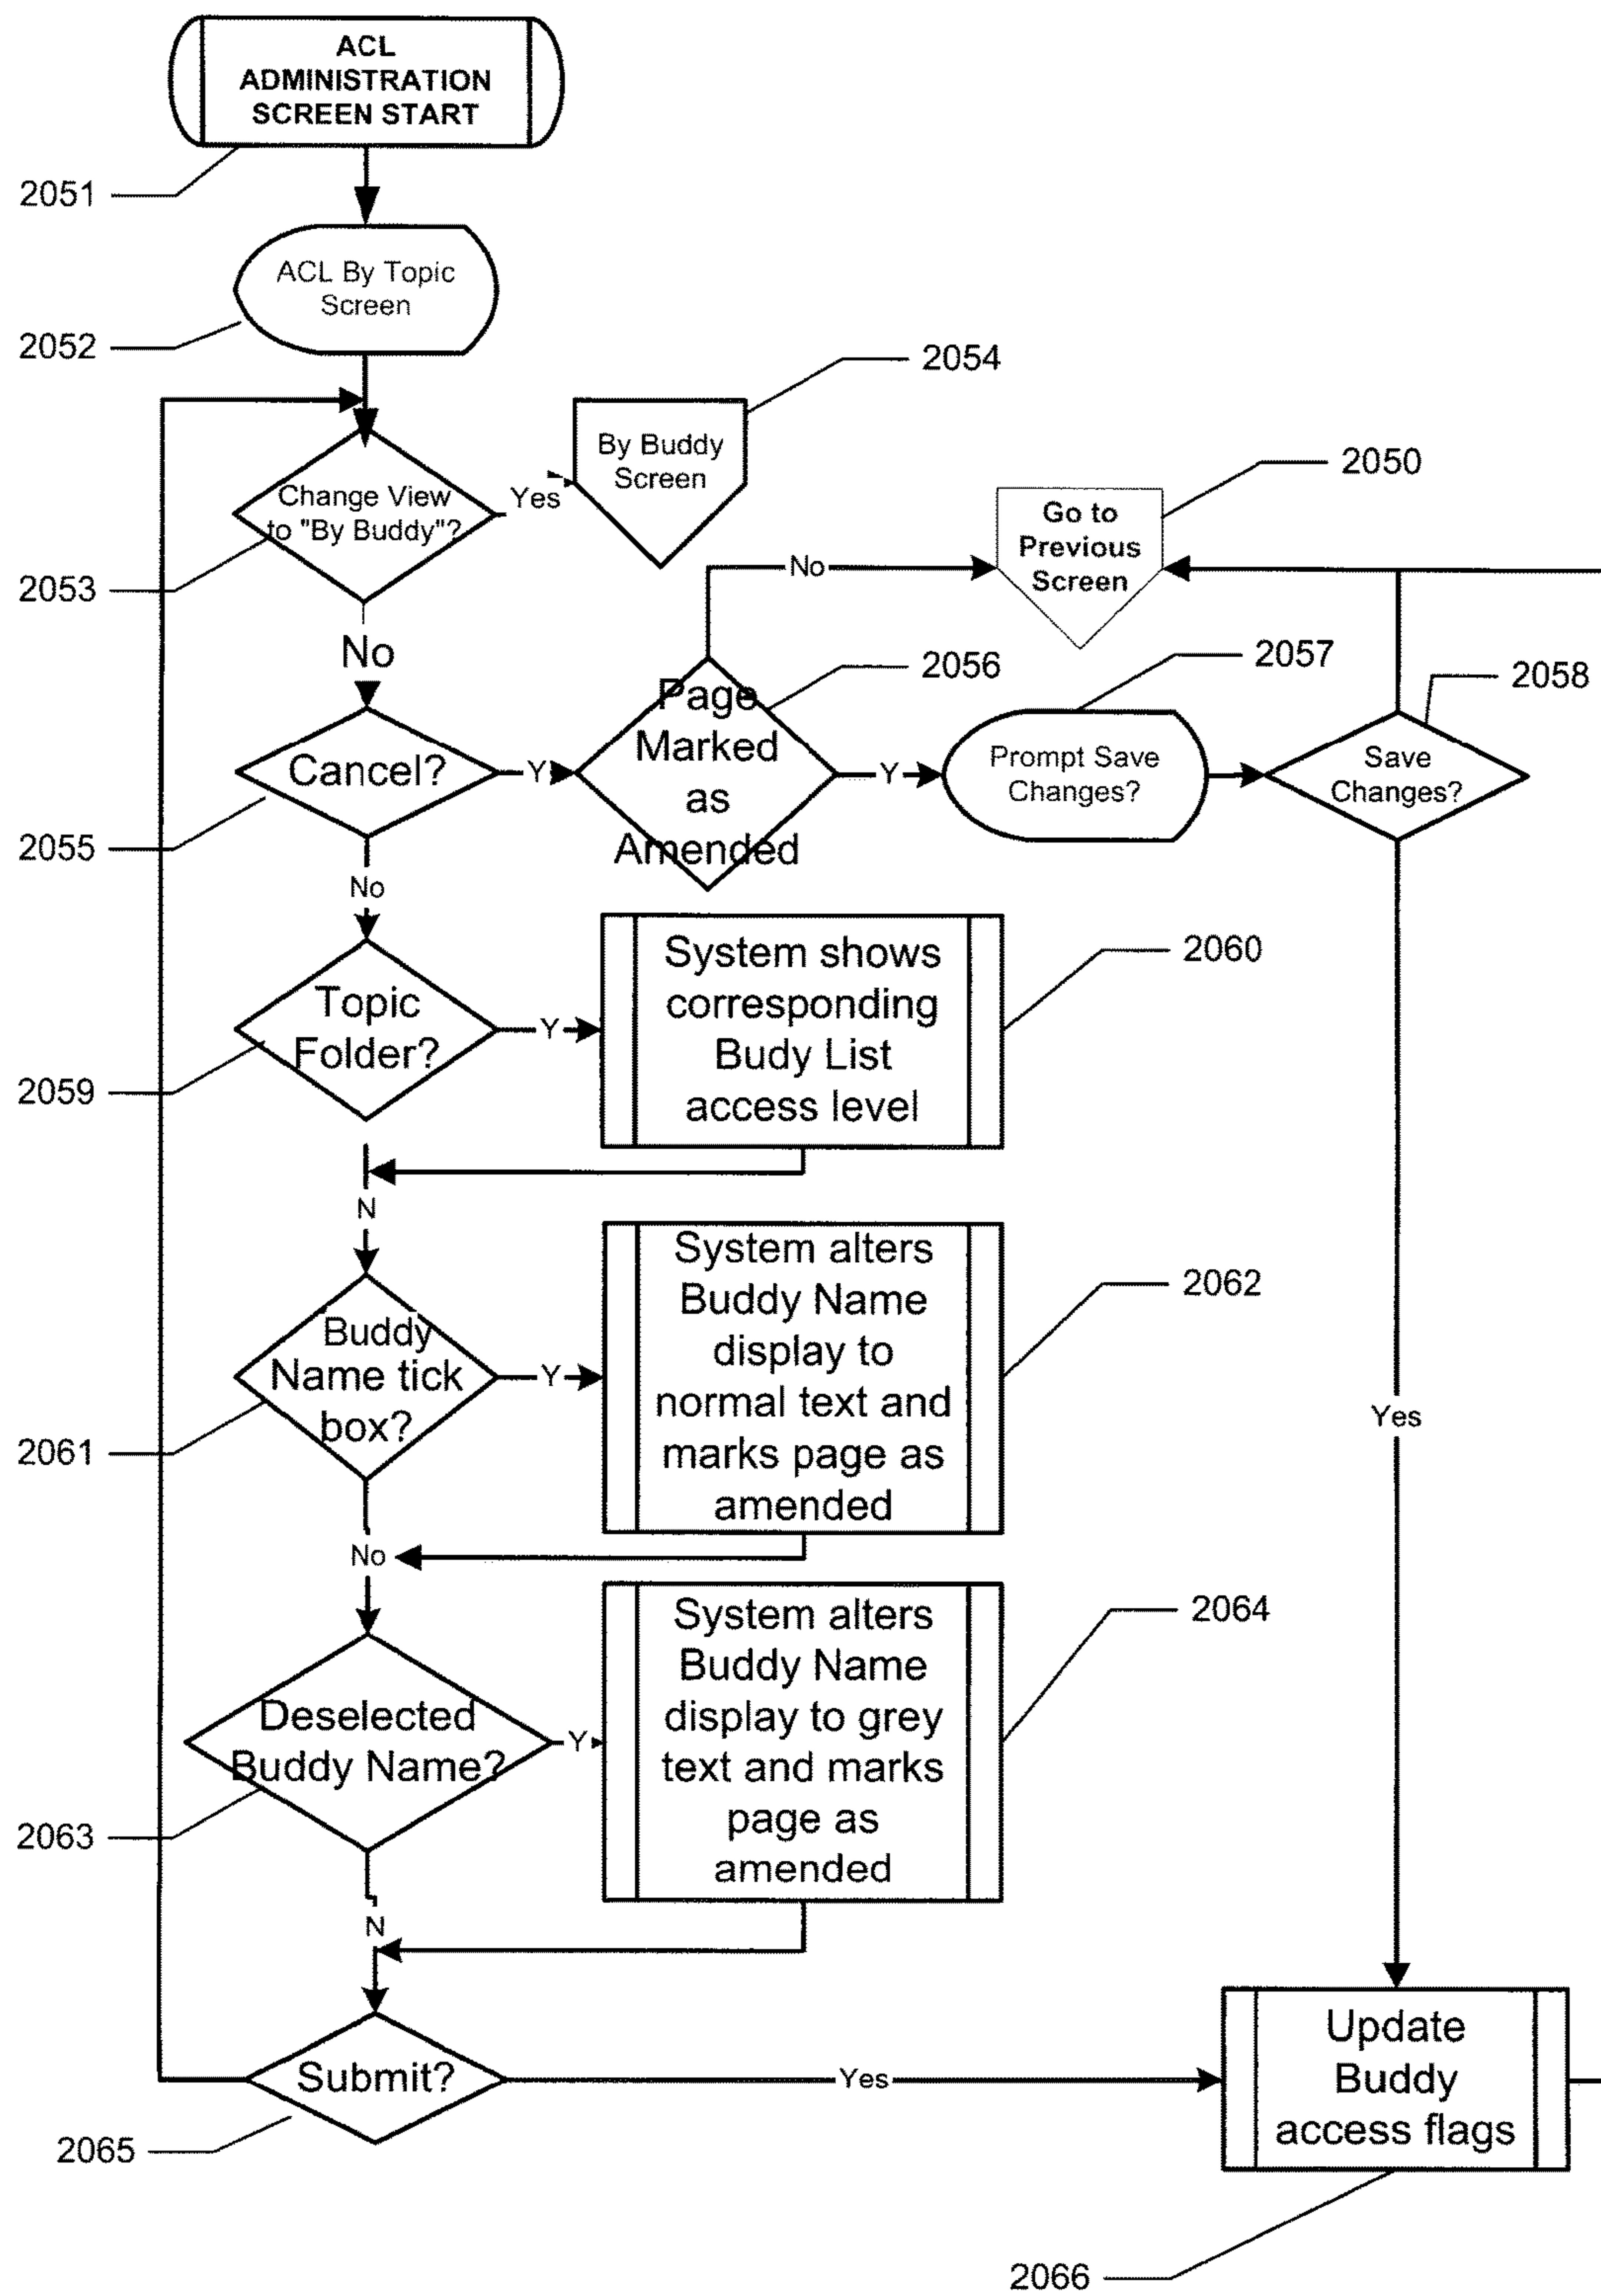 ACL
ADMINISTRATION
SCREEN START
2051
ACL By Topic
Screen
2052
2054
By Buddy
Screen
Change View
to "By Buddy"?
Yes
2053
2050
Go to
Previous
Screen
No
No
2056
2057
2058
Page
Marked
as
Amended
Cancel?
Y
Y
Prompt Save
Changes?
Save
Changes?
2055
No
2060
System shows
corresponding
Budy List
access level
Topic
Folder?
Y
2059
N
2062
System alters
Buddy Name
display to
normal text and
marks page as
amended
Buddy
Name tick
box?
Y
2061
Yes
No
2064
System alters
Buddy Name
display to grey
text and marks
page as
amended
Deselected
Buddy Name?
Y
2063
N
Submit?
Yes
2065
Update
Buddy
access flags
2066